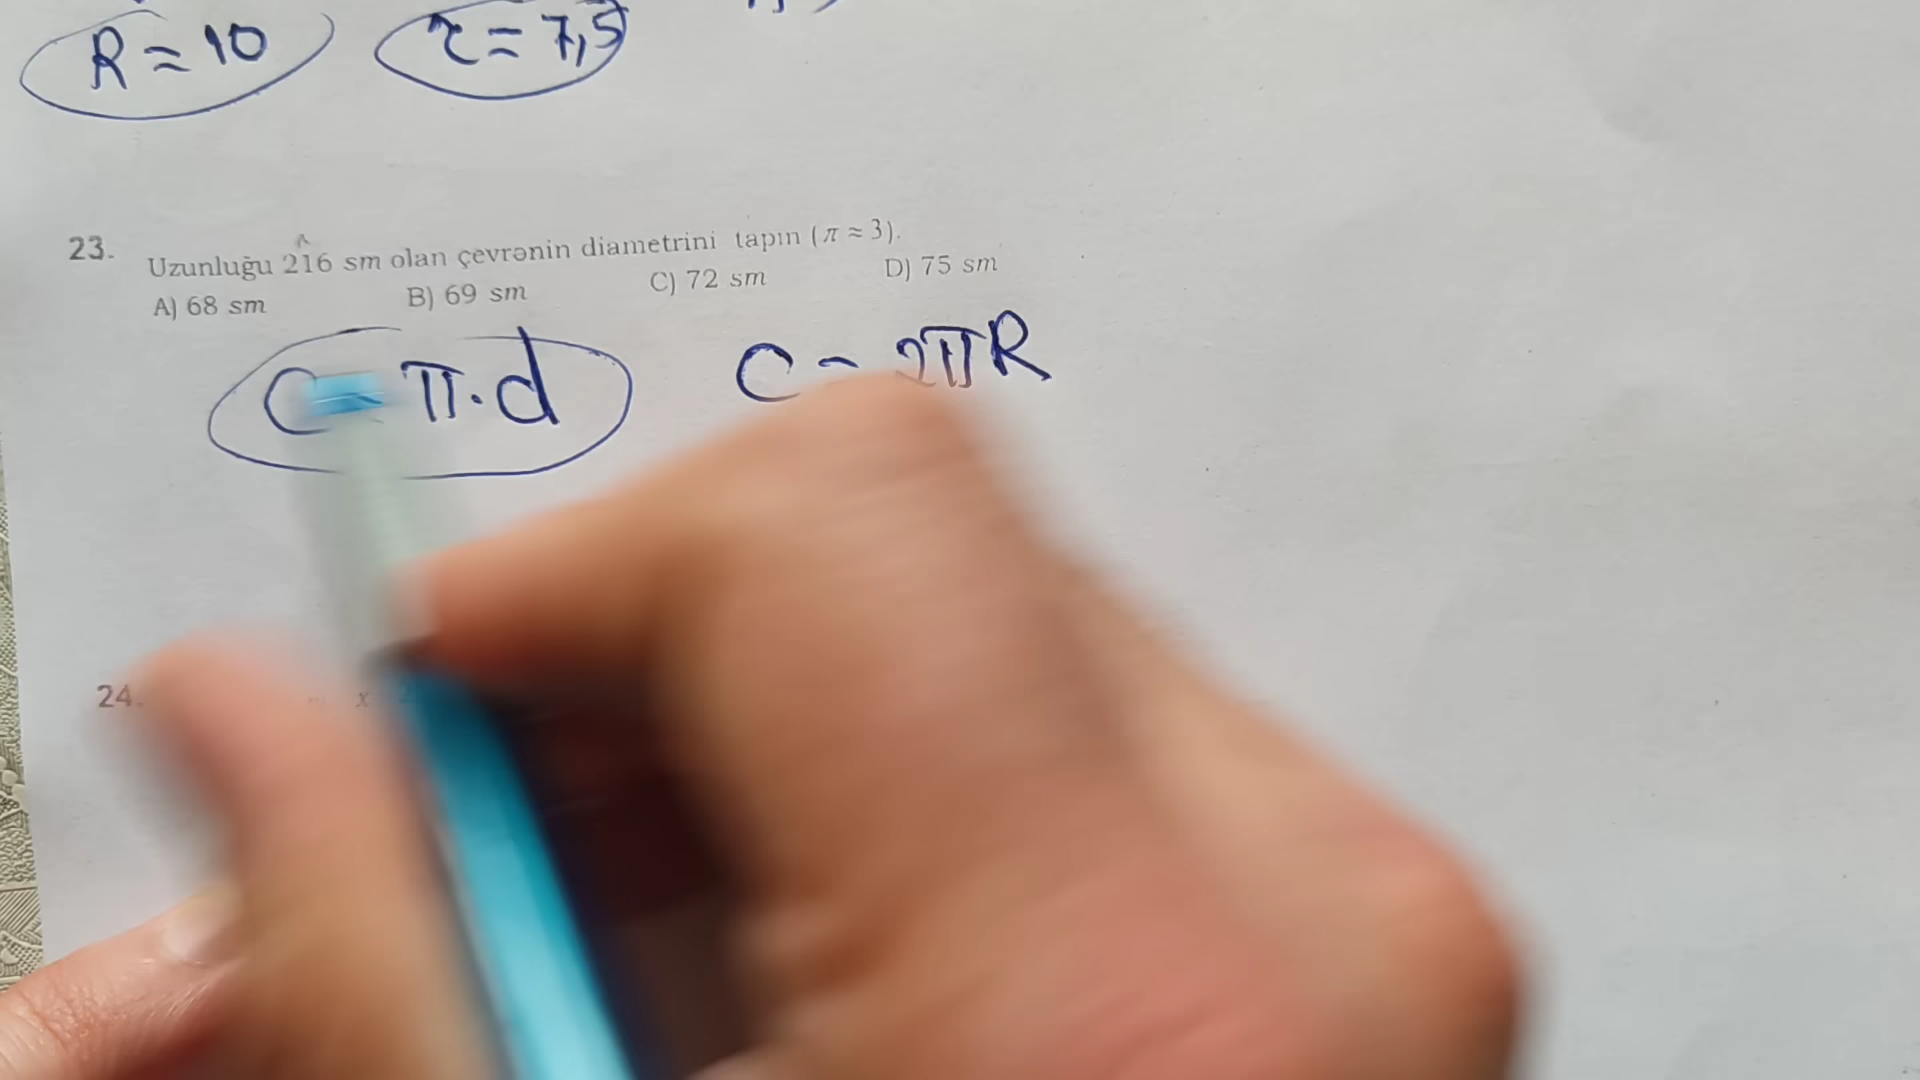 R = 10 r = 7,5
23. Uzunluğu 216 sm olan çevrənin diametrini tapın (π ≈ 3).
A) 68 sm B) 69 sm C) 72 sm D) 75 sm
C = π · d C = 2πR
24. x